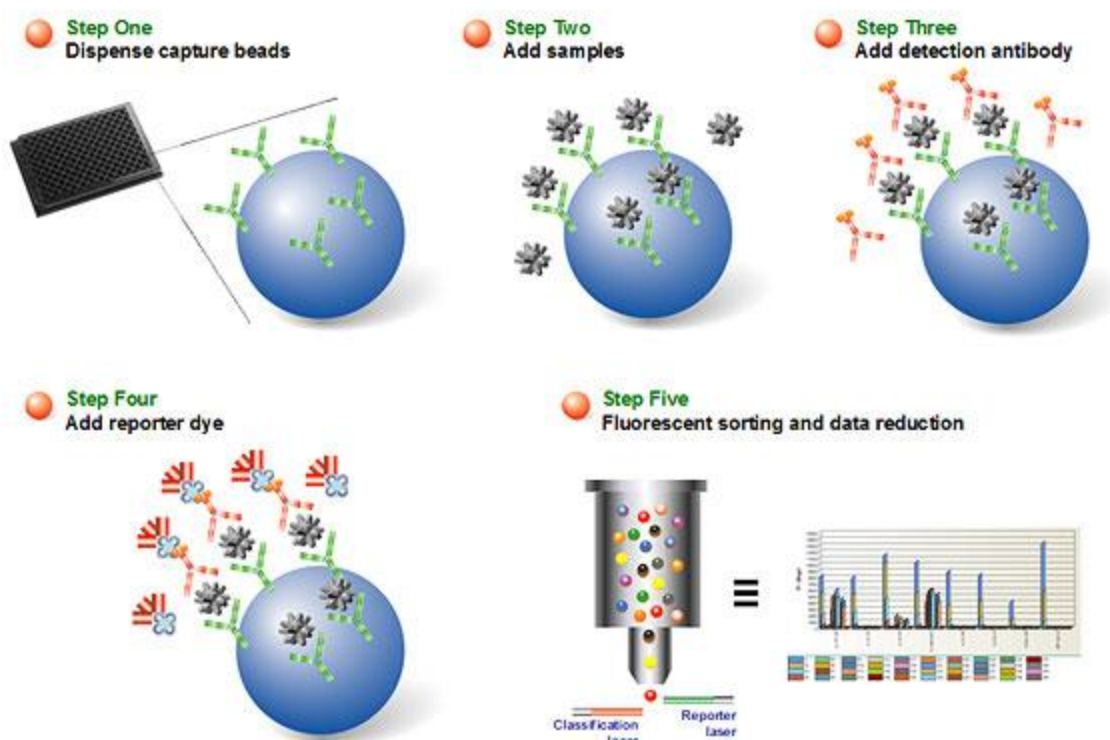 Step One
Dispense capture beads
Step Two
Add samples
Step Three
Add detection antibody
Step Four
Add reporter dye
Step Five
Fluorescent sorting and data reduction
Classification
Reporter
laser